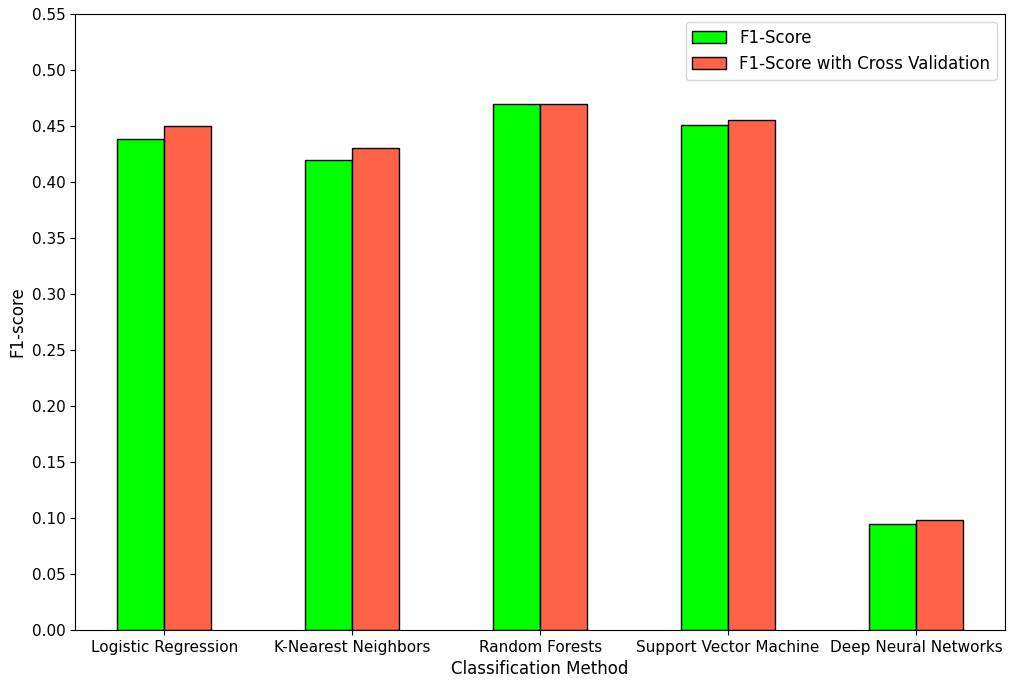 0.55
0.50
0.45
0.40
0.35
0.30
0.25
0.20
0.15
0.10
0.05
0.00
F1-score
F1-Score
F1-Score with Cross Validation
Logistic Regression
K-Nearest Neighbors
Random Forests
Support Vector Machine
Deep Neural Networks
Classification Method